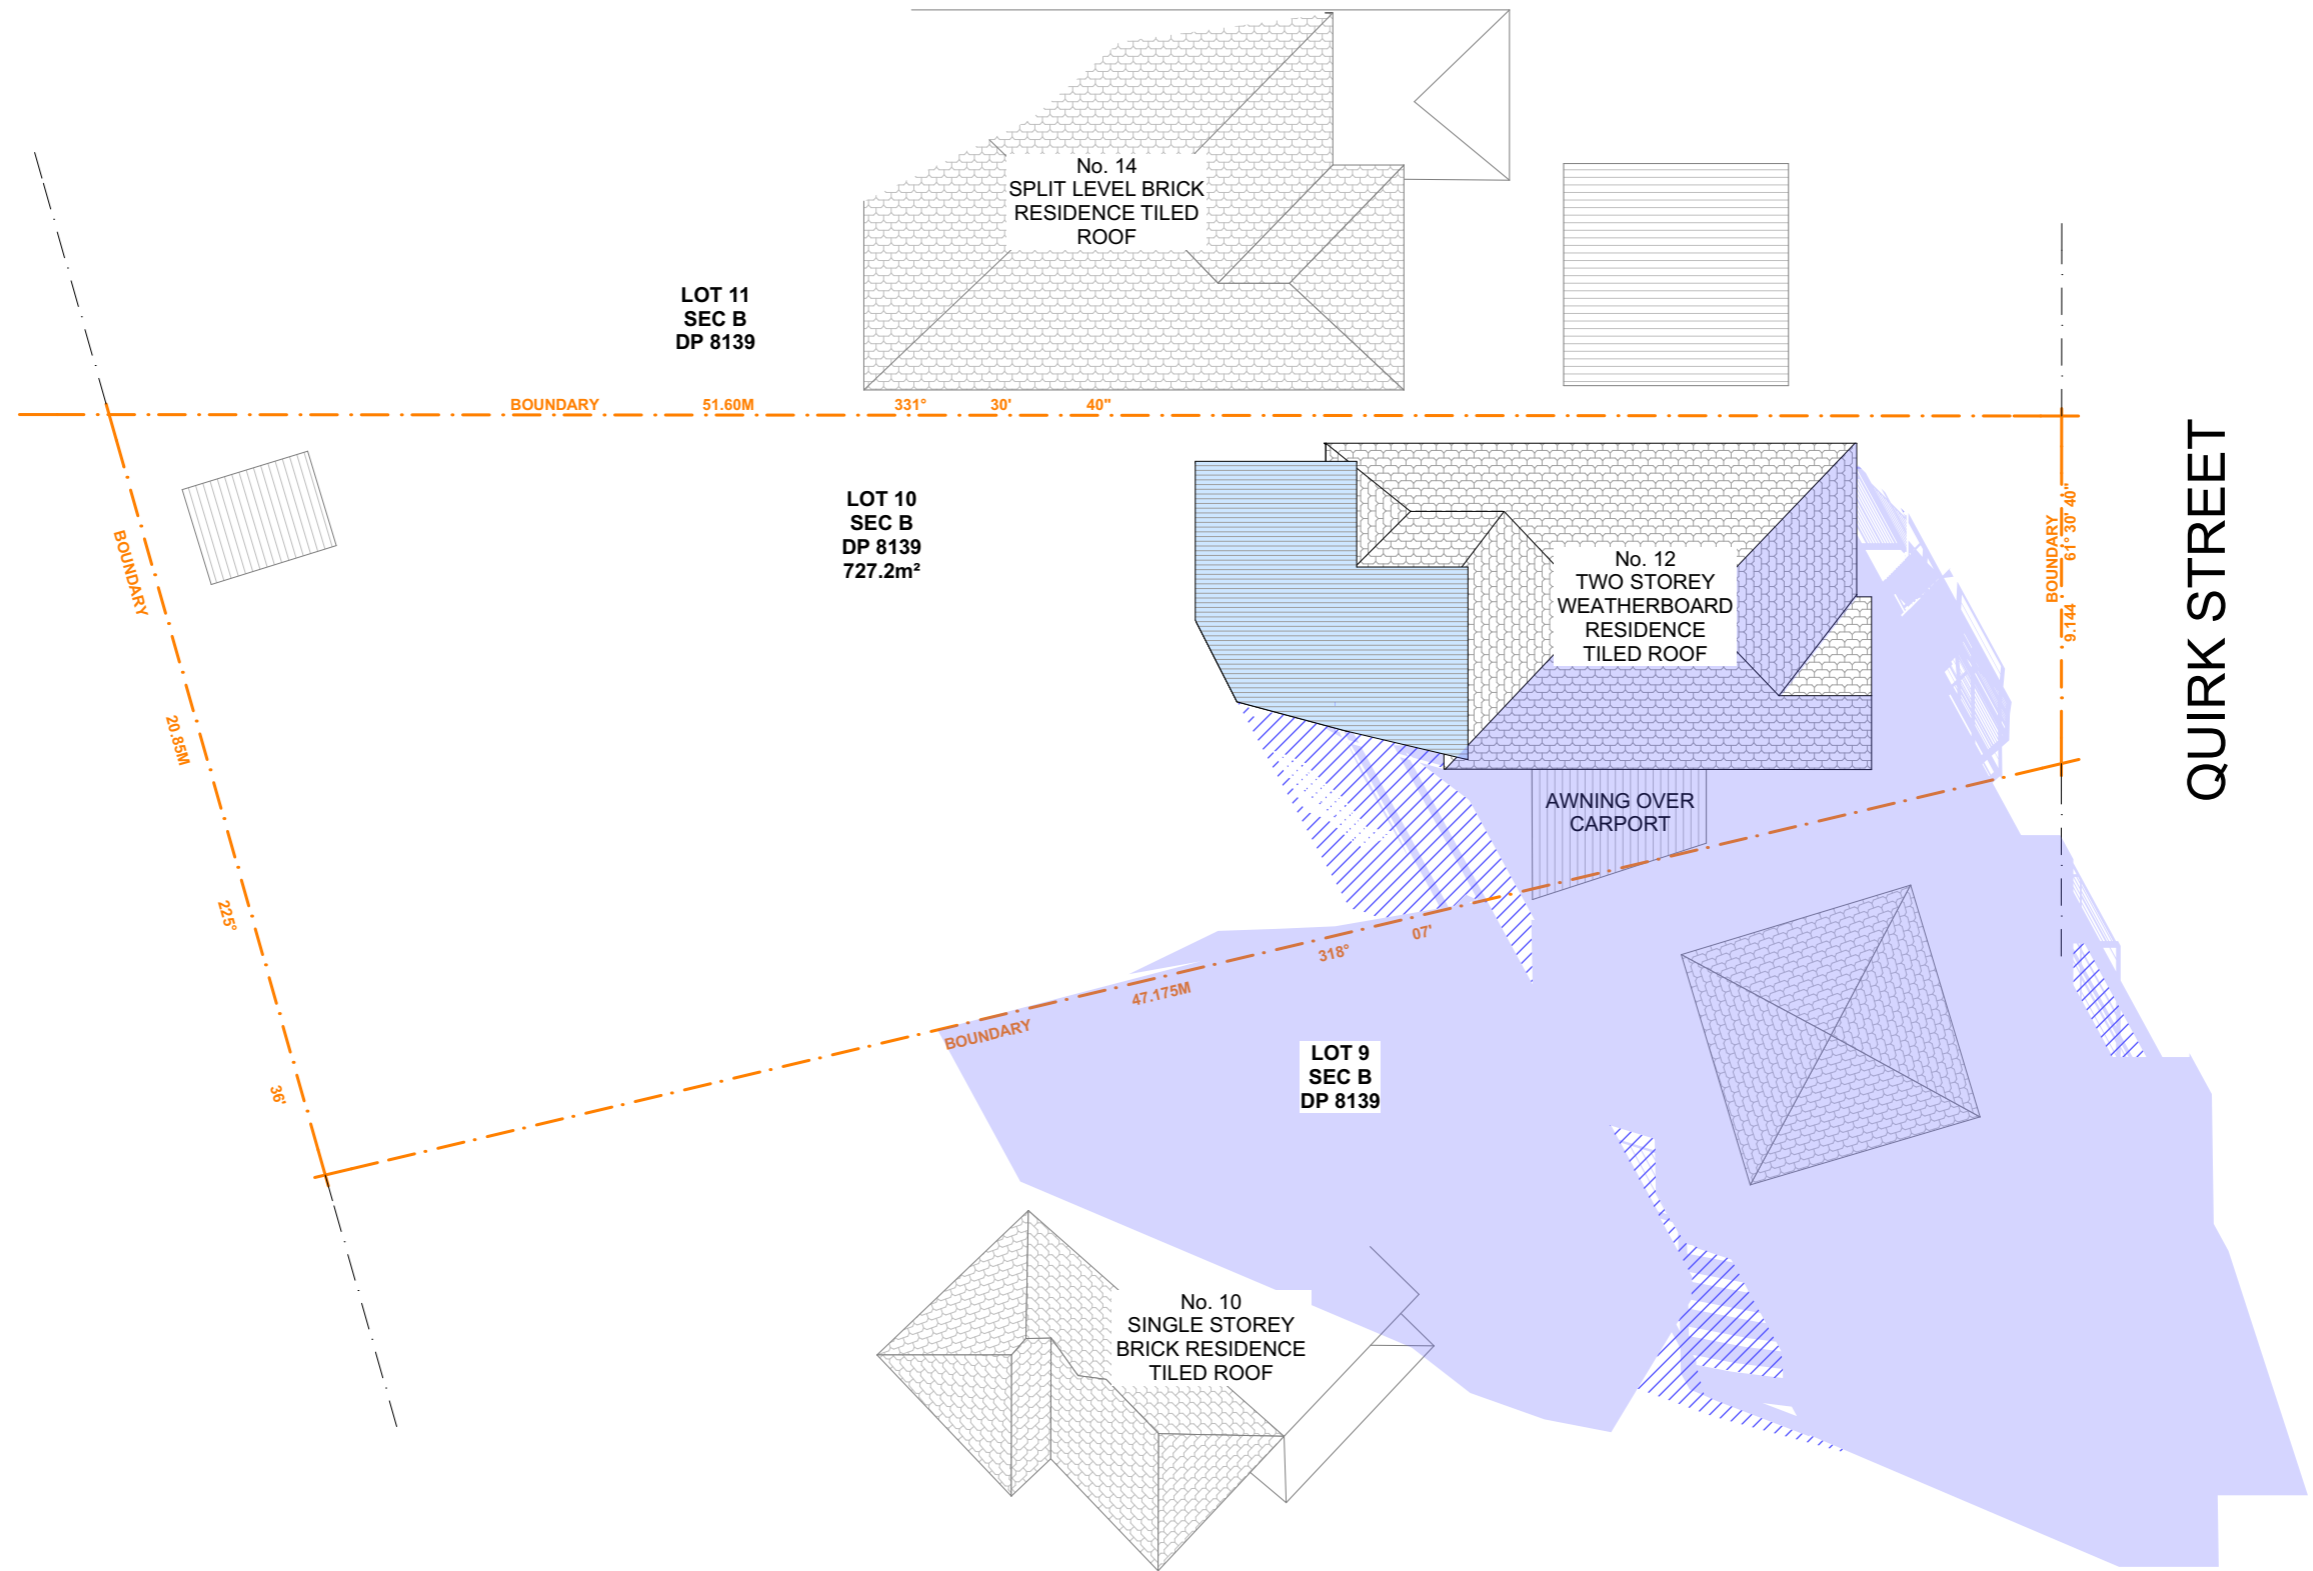 No. 14
SPLIT LEVEL BRICK
RESIDENCE TILED
ROOF
LOT 11
SEC B
DP 8139
BOUNDARY 51.60M 331° 30' 40"
LOT 10
SEC B
DP 8139
727.2m²
No. 12
TWO STOREY
WEATHERBOARD
RESIDENCE
TILED ROOF
BOUNDARY
9.144 61° 30' 40"
QUIRK STREET
BOUNDARY 20.85M 225° 36'
AWNING OVER
CARPORT
BOUNDARY 47.175M 318° 07'
LOT 9
SEC B
DP 8139
No. 10
SINGLE STOREY
BRICK RESIDENCE
TILED ROOF